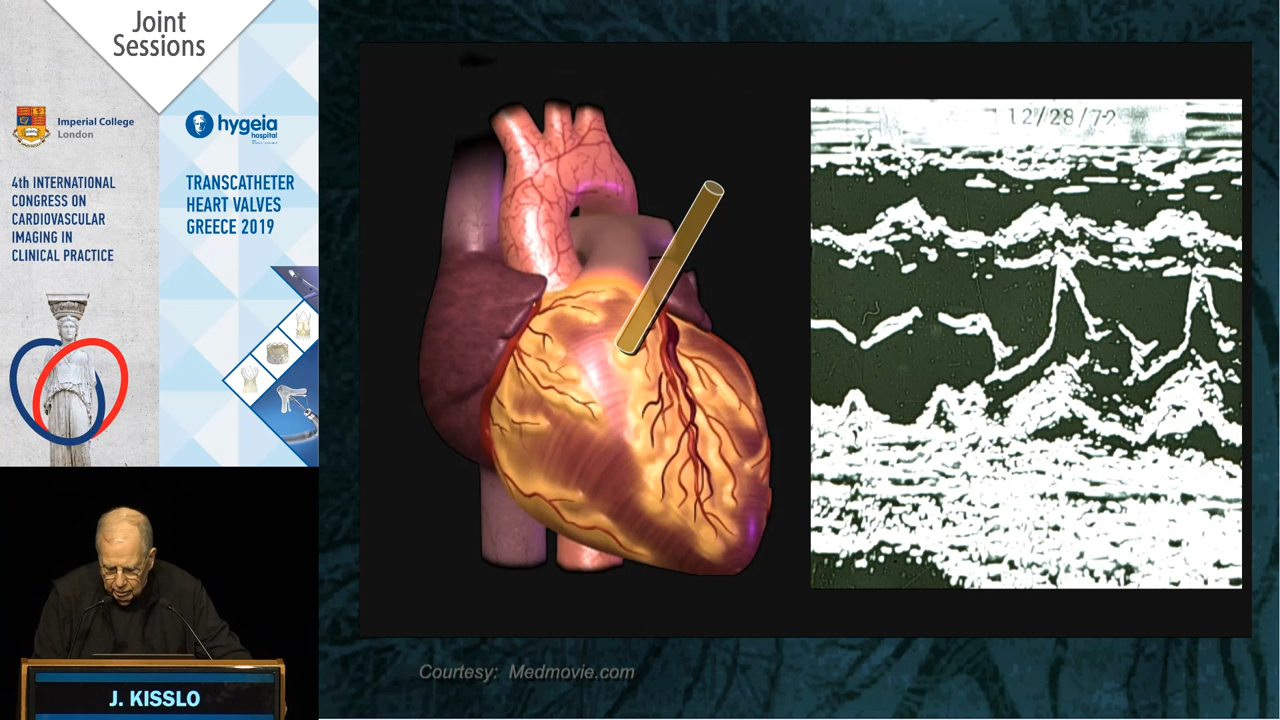 Joint
Sessions
Imperial College
London
hygeia
hospital
4th INTERNATIONAL
CONGRESS ON
CARDIOVASCULAR
IMAGING IN
CLINICAL PRACTICE
TRANSCATHETER
HEART VALVES
GREECE 2019
12/28/72
J. KISSLO
Courtesy: Medmovie.com